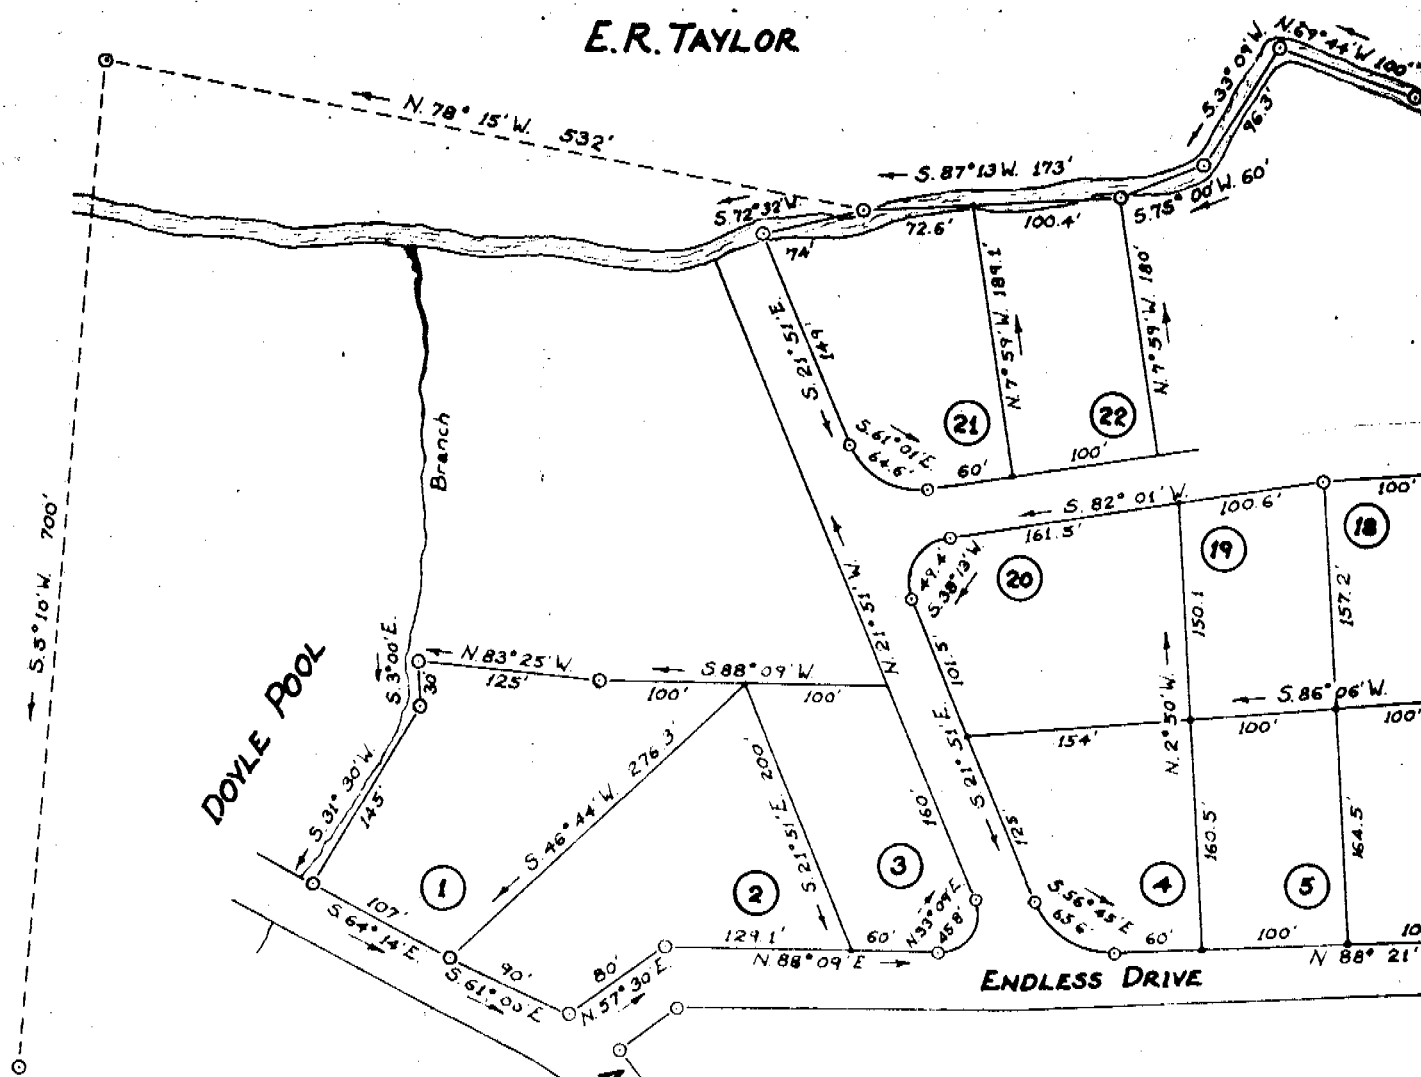 E.R. TAYLOR
N. 69° 44' W 100'
S. 33° 09' W.
96.3'
N. 78° 15' W. 532'
S. 87° 13 W. 173'
S. 75° 00' W. 60'
S. 72° 32' W.
74'
72.6'
100.4'
S. 21° 51' E.
149'
N. 7° 59' W. 189.1'
N. 7° 59' W. 180'
21
22
S. 61° 01' E.
64.6'
60'
100'
Branch
S. 5° 10' W. 700'
S. 82° 01' W.
161.5'
100.6'
100'
18
19
20
49.4'
S. 38° 13' W.
N. 21° 51' W.
150.1
157.2'
DOYLE POOL
S. 3° 00' E.
30'
N. 83° 25' W.
125'
S. 88° 09' W.
100'
100'
101.5'
S. 21° 51' E.
125'
S. 86° 06' W.
154'
100'
100'
N. 2° 50' W.
160.5'
164.5'
S. 31° 30' W.
145'
S. 46° 44' W. 276.3'
S. 21° 51' E. 200'
160'
1
2
3
4
5
107'
S. 64° 14' E.
90'
S. 61° 00' E
80'
N. 57° 30' E.
129.1'
60'
N 88° 09' E
N 33° 09' E.
45.8'
S. 56° 45' E
65.6'
60'
100'
10
N 88° 21'
ENDLESS DRIVE